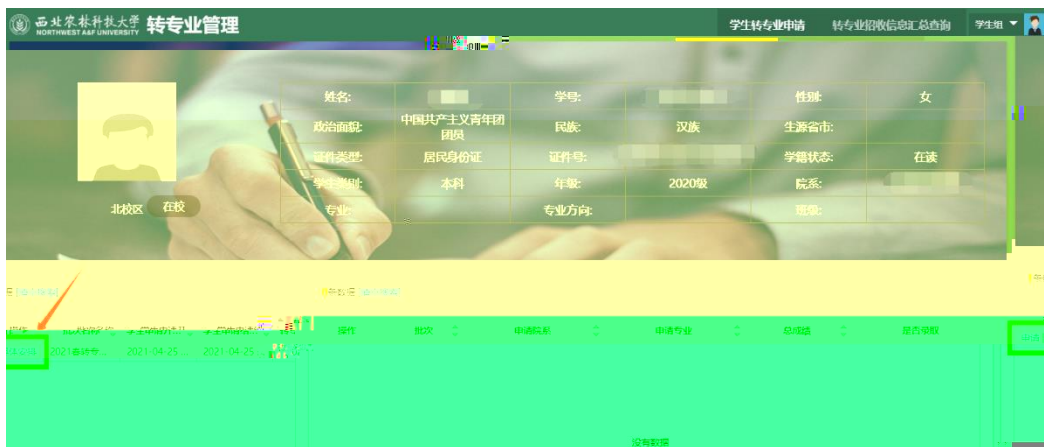 西北农林科技大学 转专业管理 学生转专业申请 转专业招收信息汇总查询 学生组
NORTHWEST A&F UNIVERSITY
姓名: 学号: 性别: 女
政治面貌: 中国共产主义青年团团员 民族: 汉族 生源省市:
证件类型: 居民身份证 证件号: 学籍状态: 在读
学生类别: 本科 年级: 2020级 院系:
北校区 在校 专业: 专业方向: 班级:
操作 批次 申请院系 申请专业 总成绩 是否录取
2021春转专... 2021-04-25 ... 2021-04-25 ...
没有数据